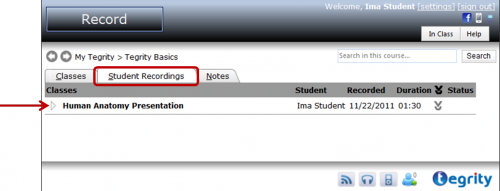 Welcome, Ima Student [settings] [sign out]
Record
In Class Help
My Tegrity > Tegrity Basics
Search in this course... Search
Classes Student Recordings Notes
Classes Student Recorded Duration Status
Human Anatomy Presentation Ima Student 11/22/2011 01:30
tegrity